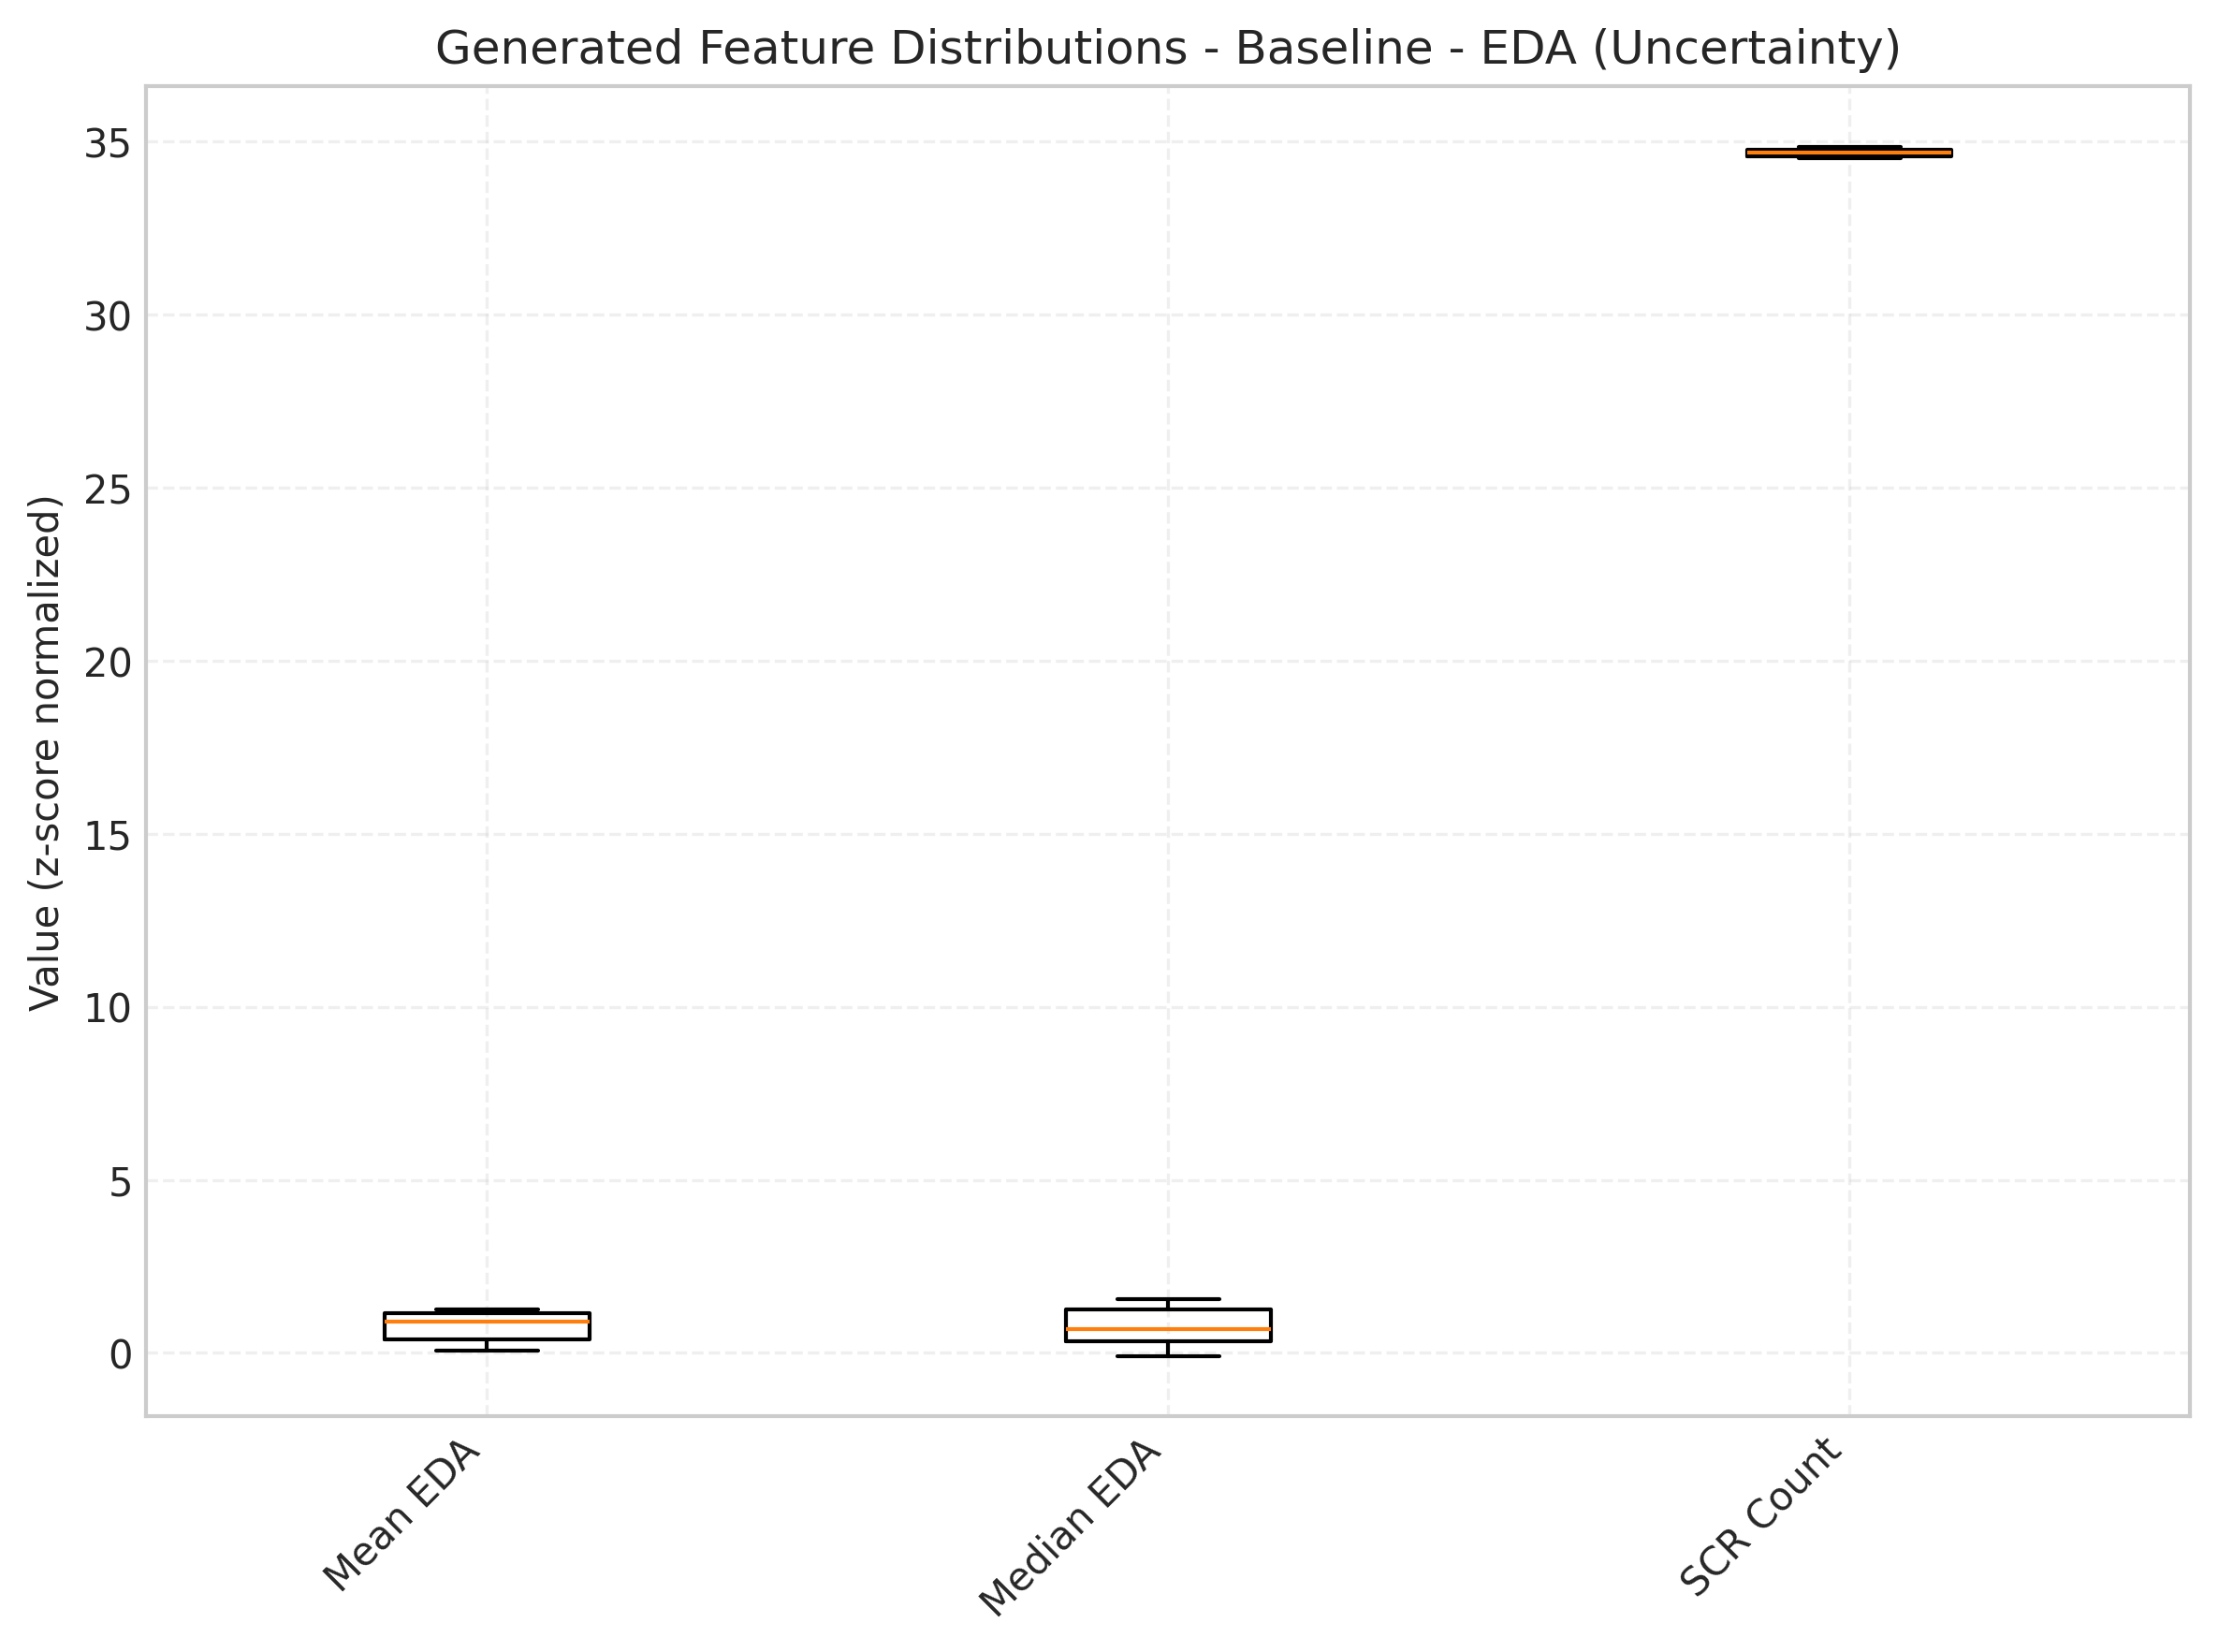 Generated Feature Distributions - Baseline - EDA (Uncertainty)
Value (z-score normalized)
35
30
25
20
15
10
5
0
Mean EDA
Median EDA
SCR Count